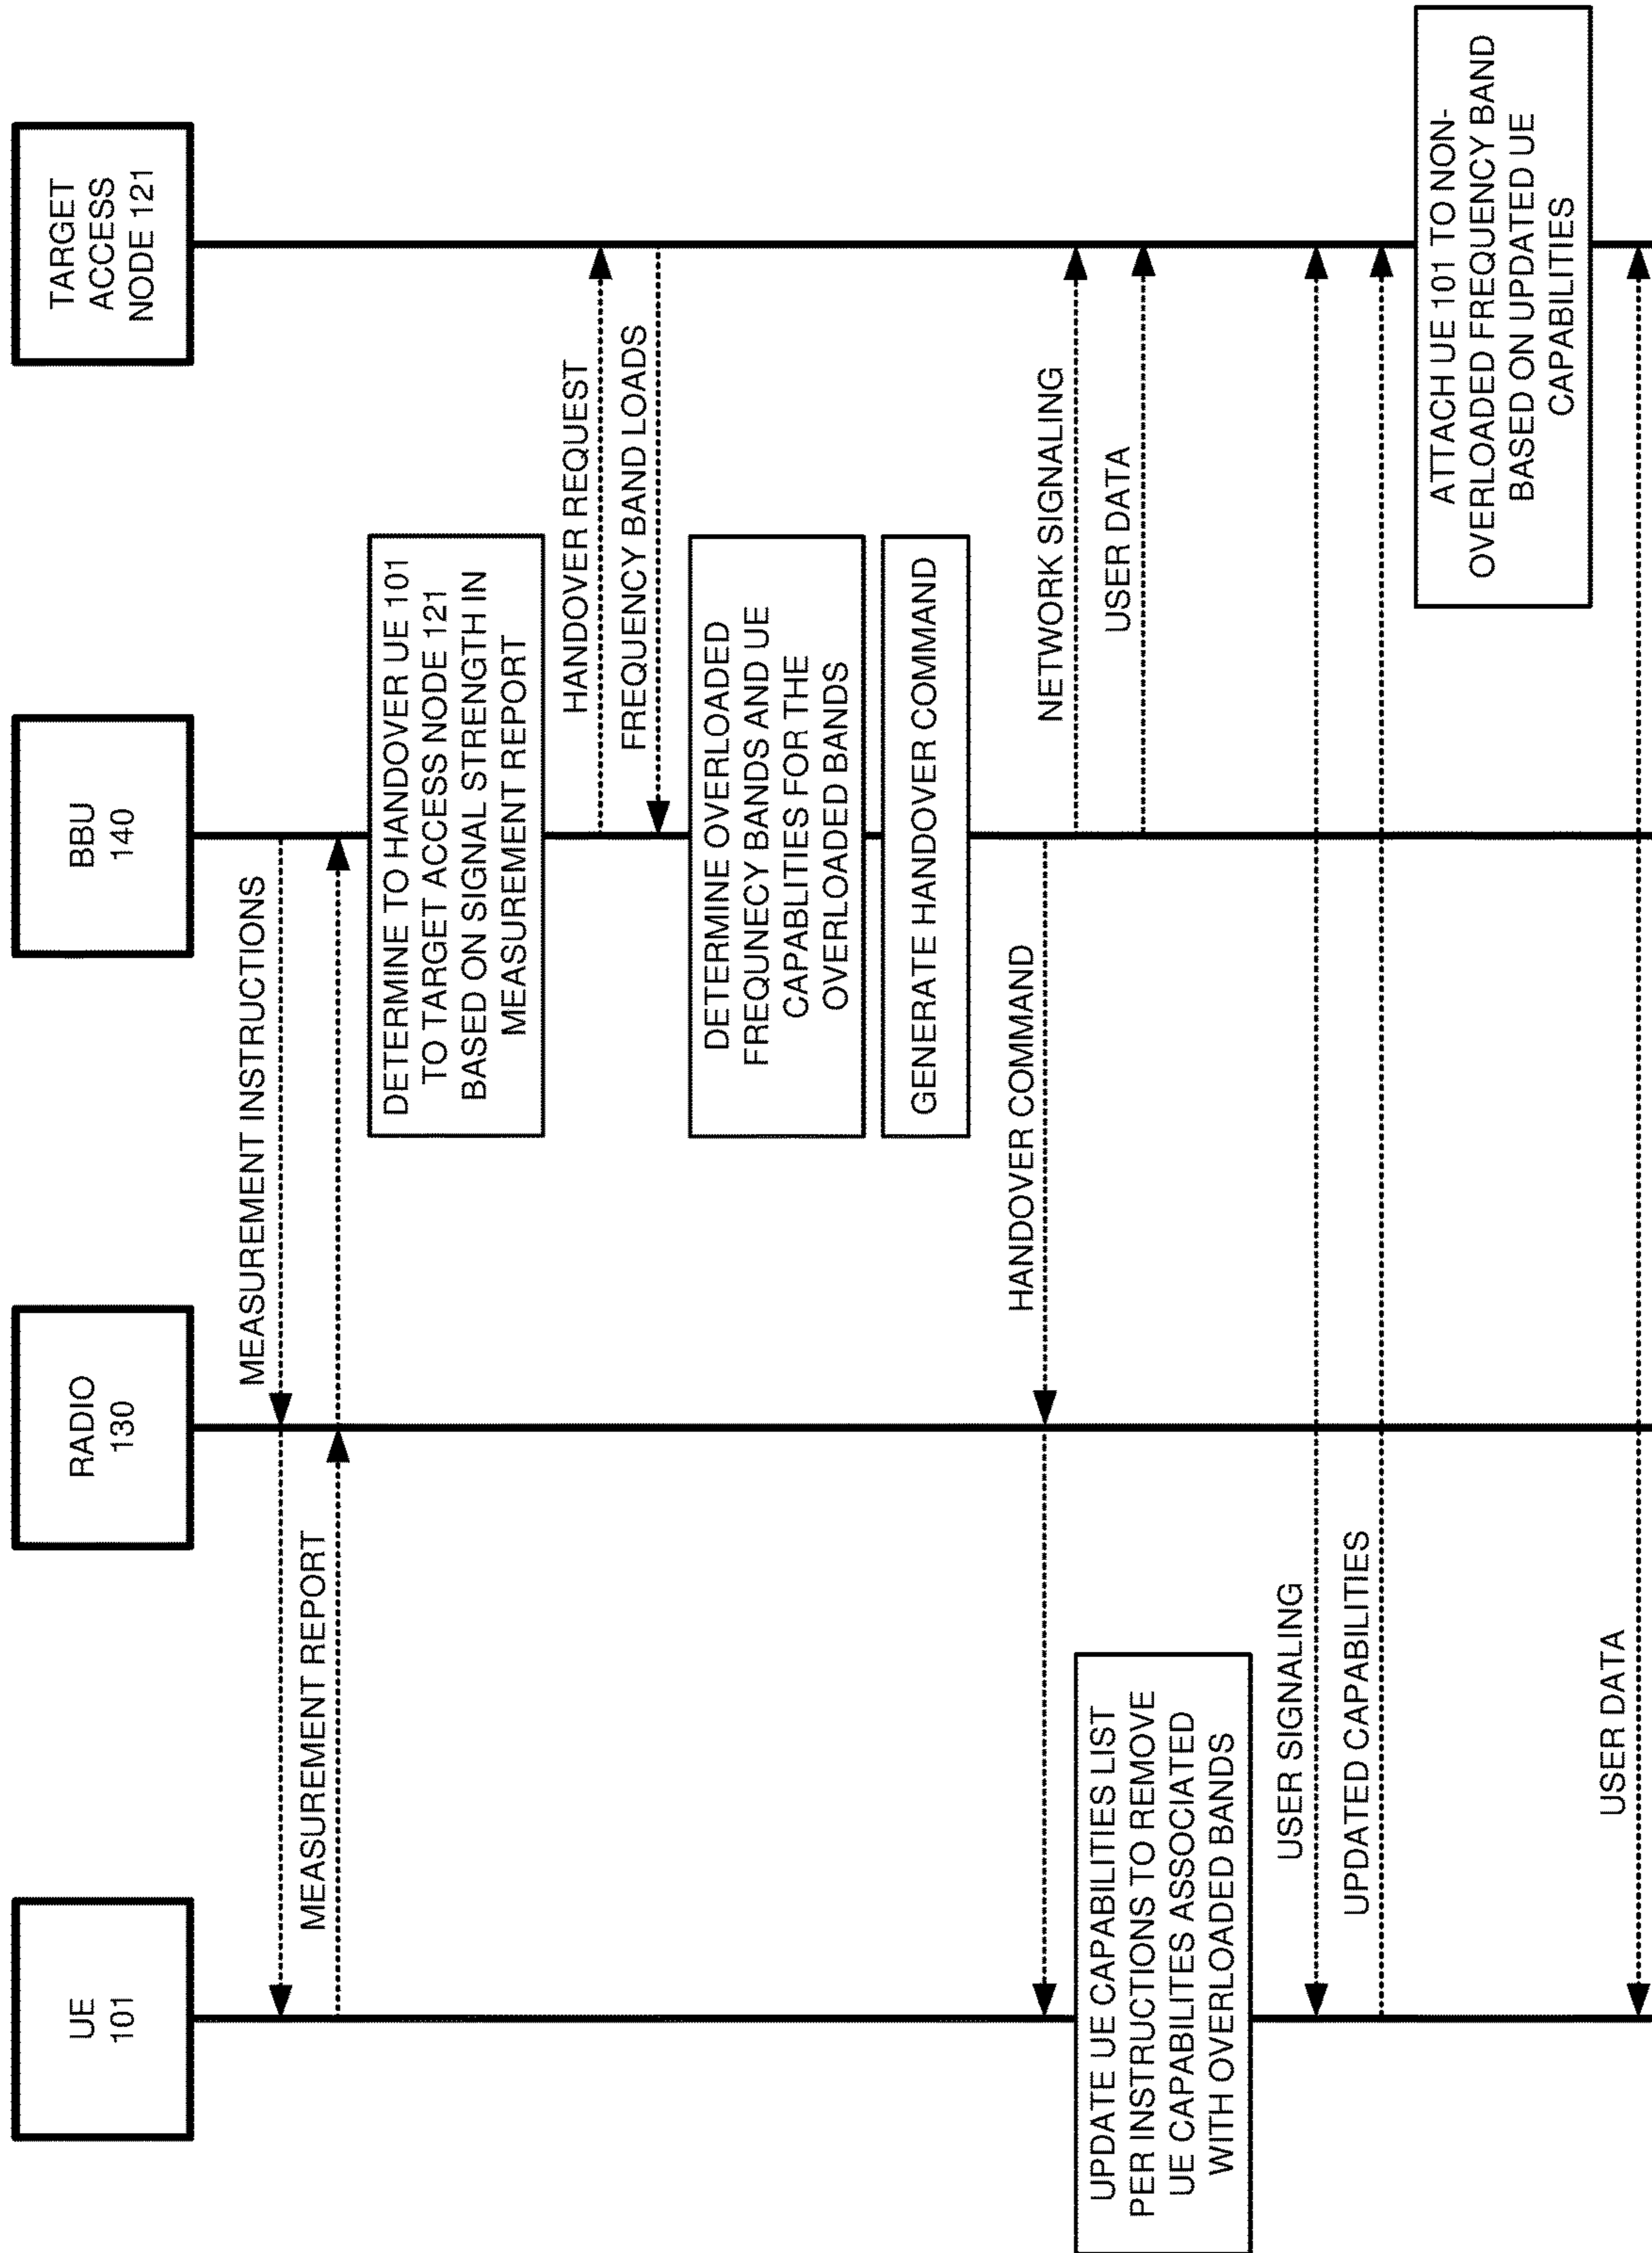 UE
101
RADIO
130
BBU
140
TARGET
ACCESS
NODE 121
MEASUREMENT INSTRUCTIONS
MEASUREMENT REPORT
DETERMINE TO HANDOVER UE 101
TO TARGET ACCESS NODE 121
BASED ON SIGNAL STRENGTH IN
MEASUREMENT REPORT
HANDOVER REQUEST
FREQUENCY BAND LOADS
DETERMINE OVERLOADED
FREQUNECY BANDS AND UE
CAPABLITIES FOR THE
OVERLOADED BANDS
GENERATE HANDOVER COMMAND
HANDOVER COMMAND
NETWORK SIGNALING
UPDATE UE CAPABILITIES LIST
PER INSTRUCTIONS TO REMOVE
UE CAPABILITES ASSOCIATED
WITH OVERLOADED BANDS
USER DATA
USER SIGNALING
UPDATED CAPABILITIES
ATTACH UE 101 TO NON-
OVERLOADED FREQUENCY BAND
BASED ON UPDATED UE
CAPABILITIES
USER DATA